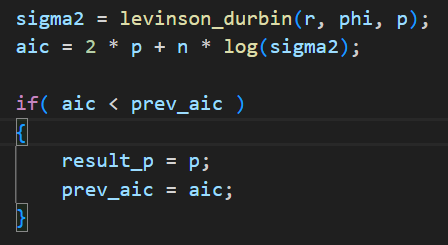 sigma2 = levinson_durbin(r, phi, p);
aic = 2 * p + n * log(sigma2);

if( aic < prev_aic )
{
    result_p = p;
    prev_aic = aic;
}